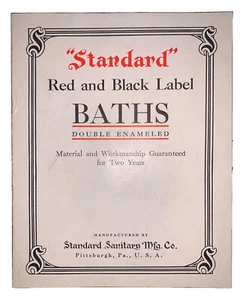 "Standard"
Red and Black Label
BATHS
DOUBLE ENAMELED
Material and Workmanship Guaranteed
for Two Years
MANUFACTURED BY
Standard Sanitary Mfg. Co.
Pittsburgh, Pa., U. S. A.